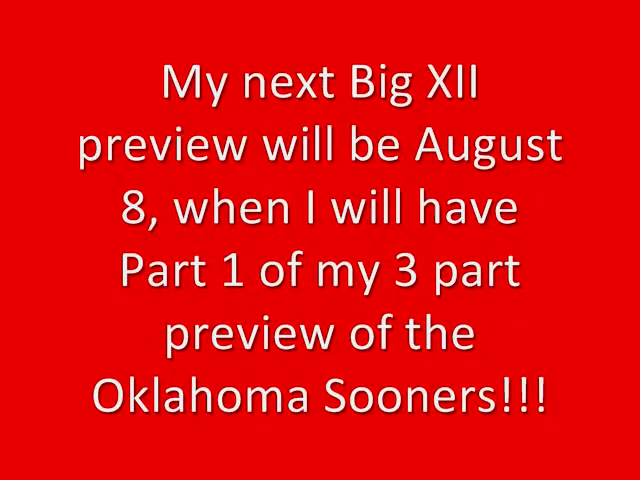 My next Big XII
preview will be August
8, when I will have
Part 1 of my 3 part
preview of the
Oklahoma Sooners!!!